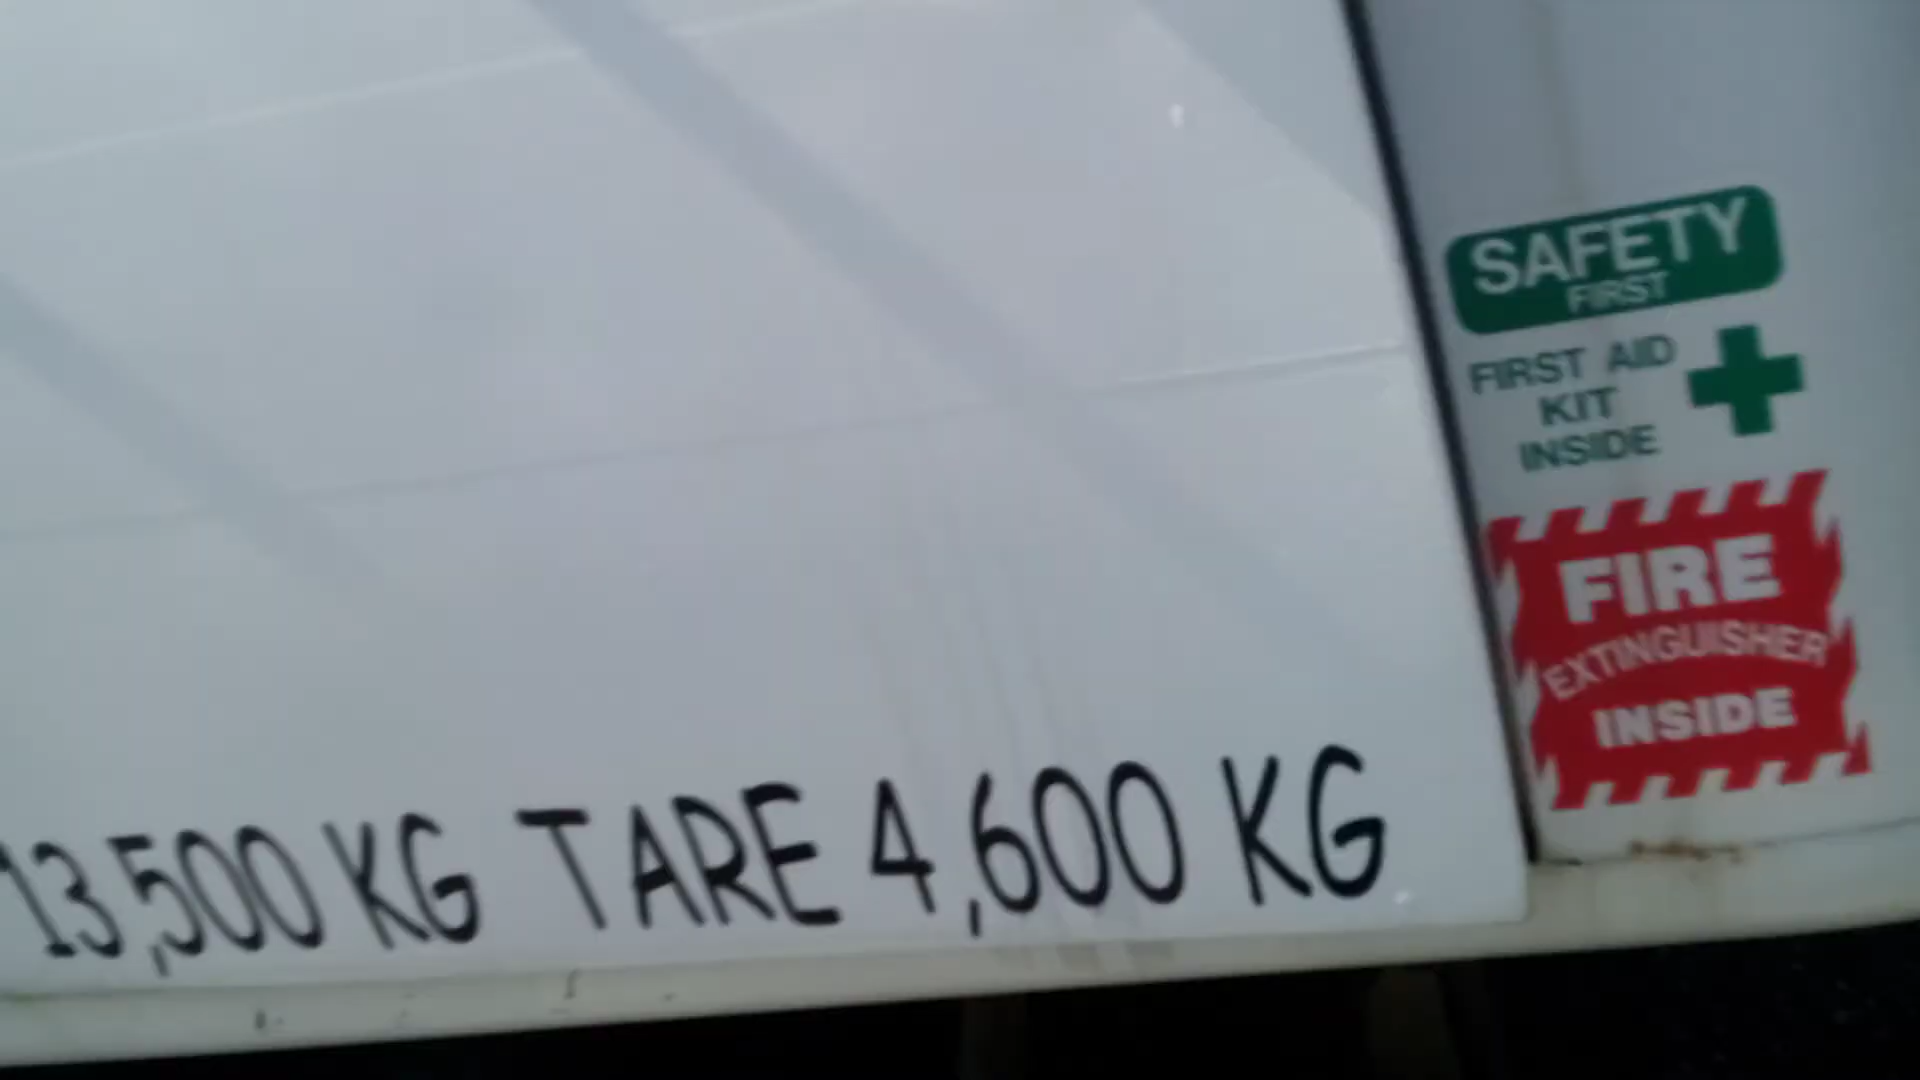 13,500 KG TARE 4,600 KG
SAFETY
FIRST
FIRST AID
KIT
INSIDE
FIRE
EXTINGUISHER
INSIDE